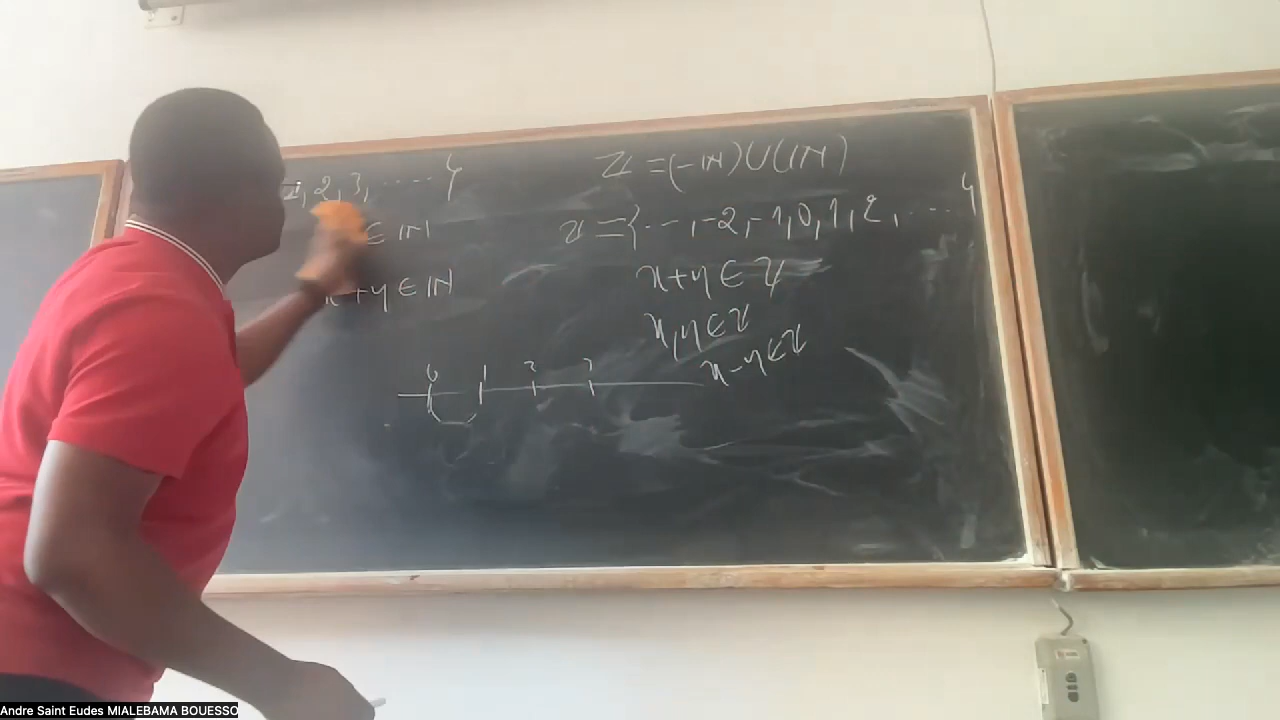 1, 2, 3, ..... }
∈ ℕ
x + y ∈ ℕ
0 1 2 3
ℤ = (-ℕ) ∪ (ℕ)
ℤ = { ..., -2, -1, 0, 1, 2, .... }
x + y ∈ ℤ
x, y ∈ ℤ
x - y ∈ ℤ
Andre Saint Eudes MIALEBAMA BOUESSO